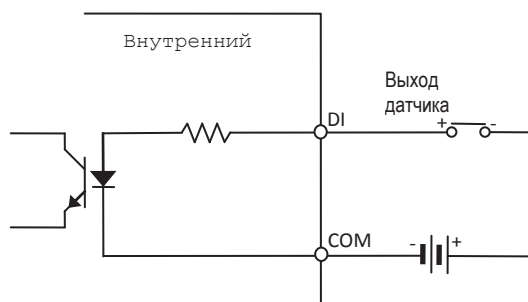 Внутренний
Выход
датчика
DI
+ -
COM
- +